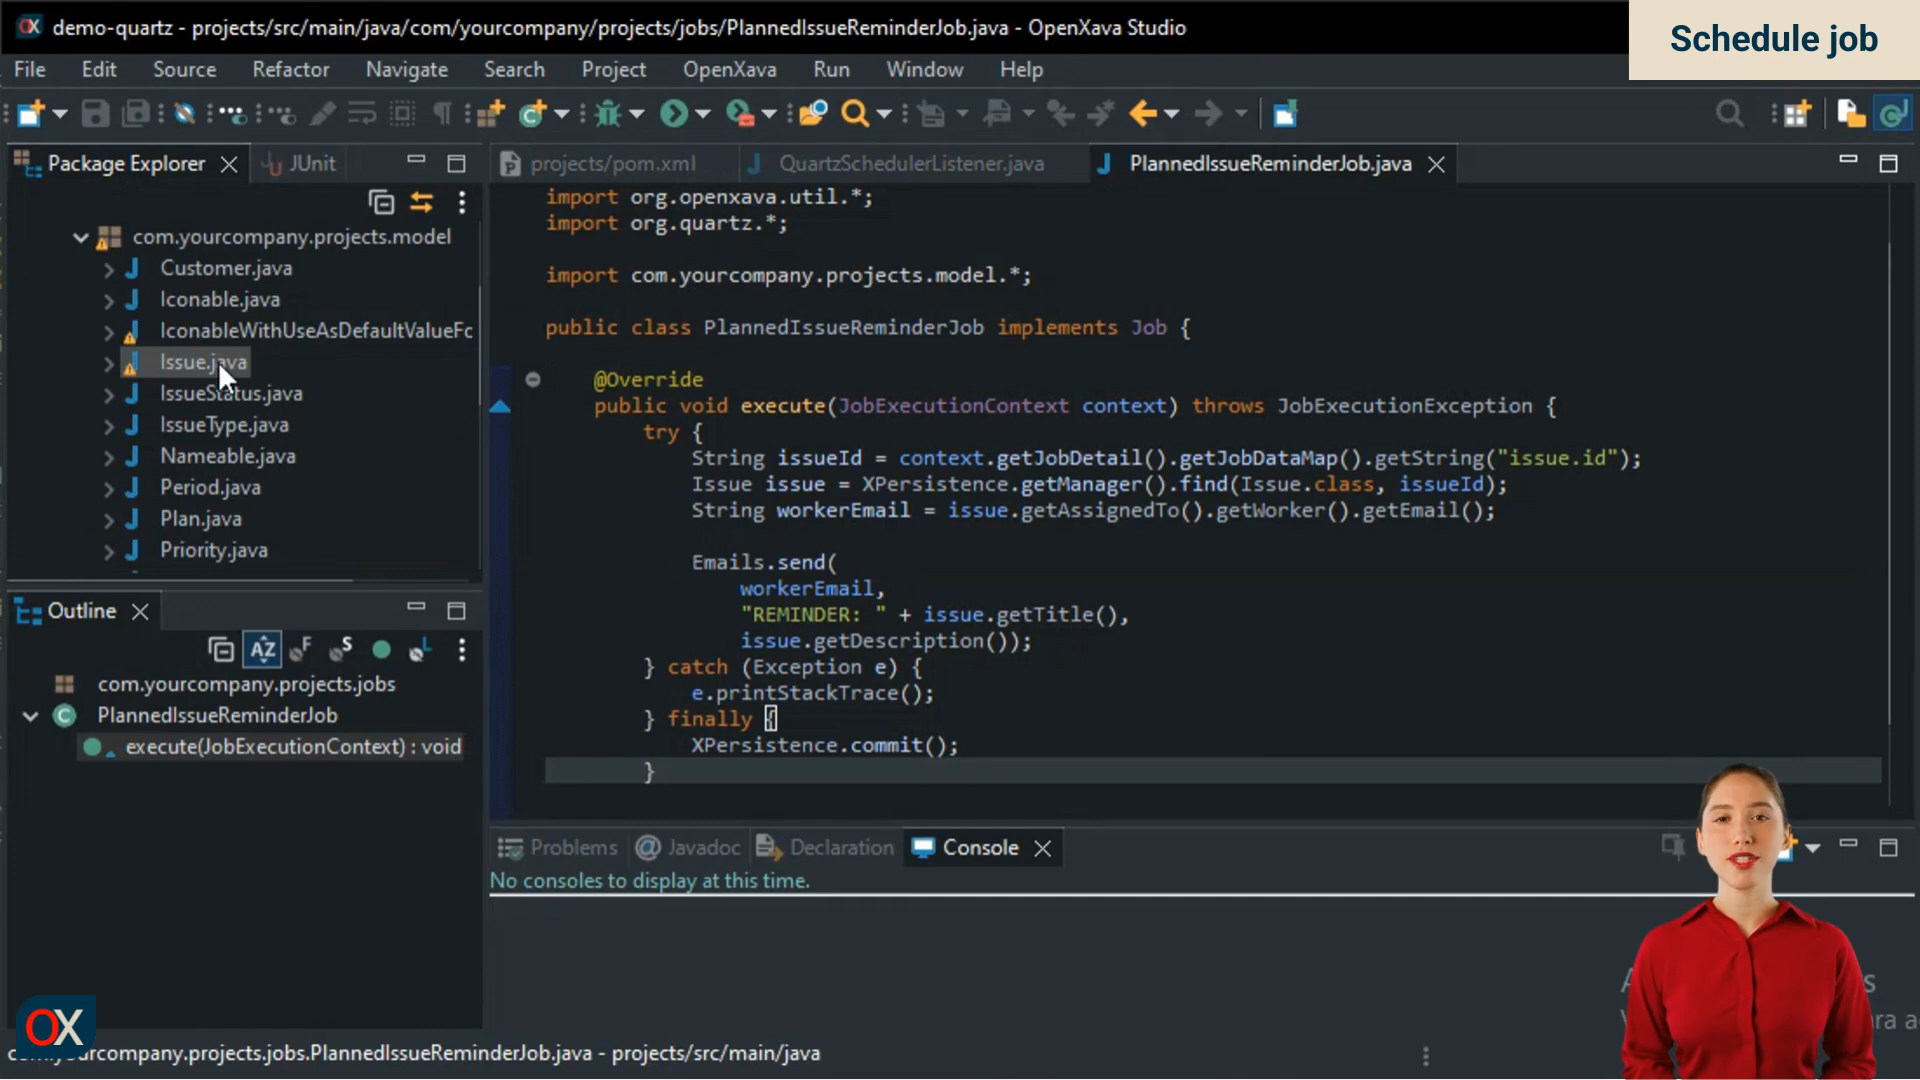 demo-quartz - projects/src/main/java/com/yourcompany/projects/jobs/PlannedIssueReminderJob.java - OpenXava Studio
Schedule job
File Edit Source Refactor Navigate Search Project OpenXava Run Window Help
Package Explorer
JUnit
projects/pom.xml
QuartzSchedulerListener.java
PlannedIssueReminderJob.java
com.yourcompany.projects.model
Customer.java
Iconable.java
IconableWithUseAsDefaultValueFo
Issue.java
IssueStatus.java
IssueType.java
Nameable.java
Period.java
Plan.java
Priority.java
import org.openxava.util.*;
import org.quartz.*;
import com.yourcompany.projects.model.*;
public class PlannedIssueReminderJob implements Job {
@Override
public void execute(JobExecutionContext context) throws JobExecutionException {
try {
String issueId = context.getJobDetail().getJobDataMap().getString("issue.id");
Issue issue = XPersistence.getManager().find(Issue.class, issueId);
String workerEmail = issue.getAssignedTo().getWorker().getEmail();
Emails.send(
workerEmail,
"REMINDER: " + issue.getTitle(),
issue.getDescription());
} catch (Exception e) {
e.printStackTrace();
} finally {
XPersistence.commit();
}
Outline
AZ
F
S
L
com.yourcompany.projects.jobs
PlannedIssueReminderJob
execute(JobExecutionContext) : void
Problems
Javadoc
Declaration
Console
No consoles to display at this time.
OX
yourcompany.projects.jobs.PlannedIssueReminderJob.java - projects/src/main/java